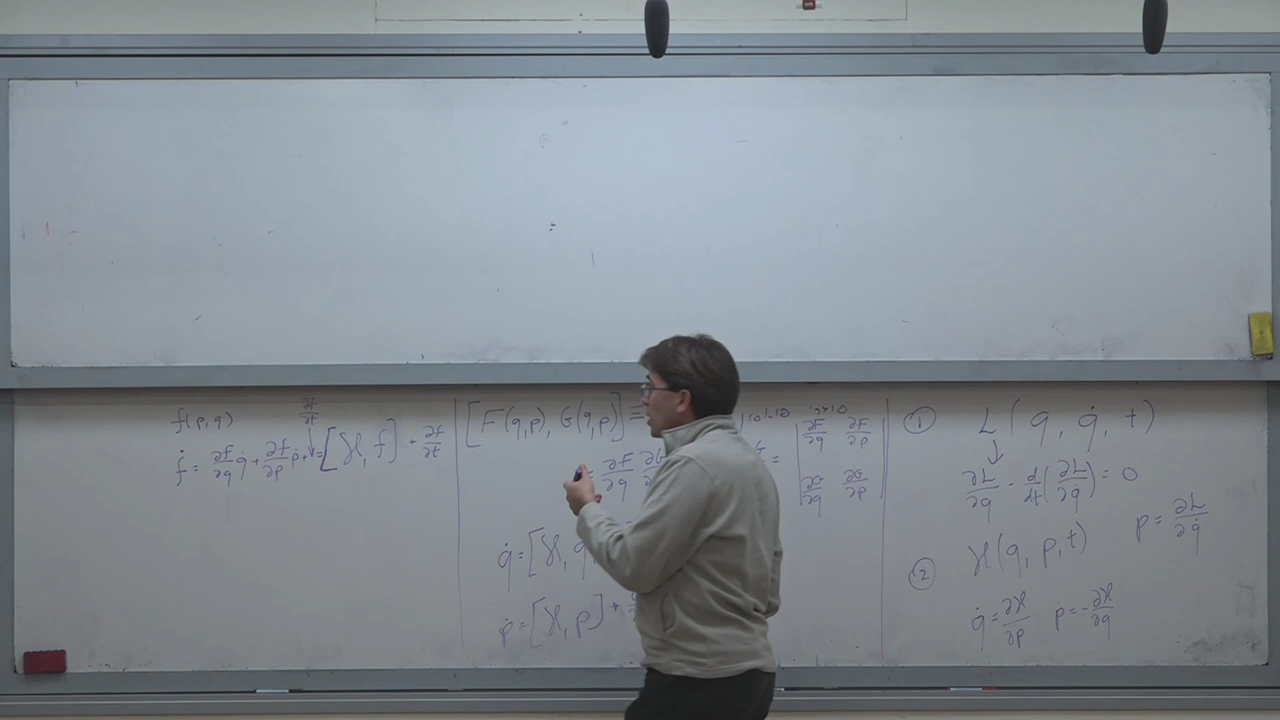 f(p,q)
∂f/∂t
ḟ = ∂f/∂q q̇ + ∂f/∂p ṗ + = [ℋ, f] + ∂f/∂t
[F(q,p), G(q,p)] ≡
= ∂F/∂q ∂G
=
| ∂F/∂q ∂F/∂p |
| ∂G/∂q ∂G/∂p |
q̇ = [ℋ, q
ṗ = [ℋ, p] +
① L(q, q̇, t)
↓
∂L/∂q - d/dt(∂L/∂q̇) = 0
p = ∂L/∂q̇
② ℋ(q, p, t)
q̇ = ∂ℋ/∂p ṗ = -∂ℋ/∂q